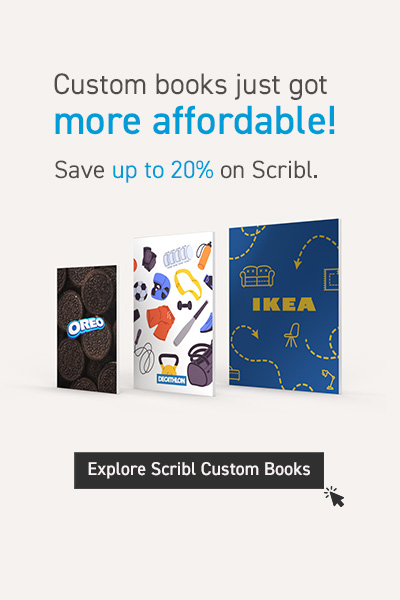 Custom books just got
more affordable!
Save up to 20% on Scribl.
OREO
DECATHLON
IKEA
Explore Scribl Custom Books